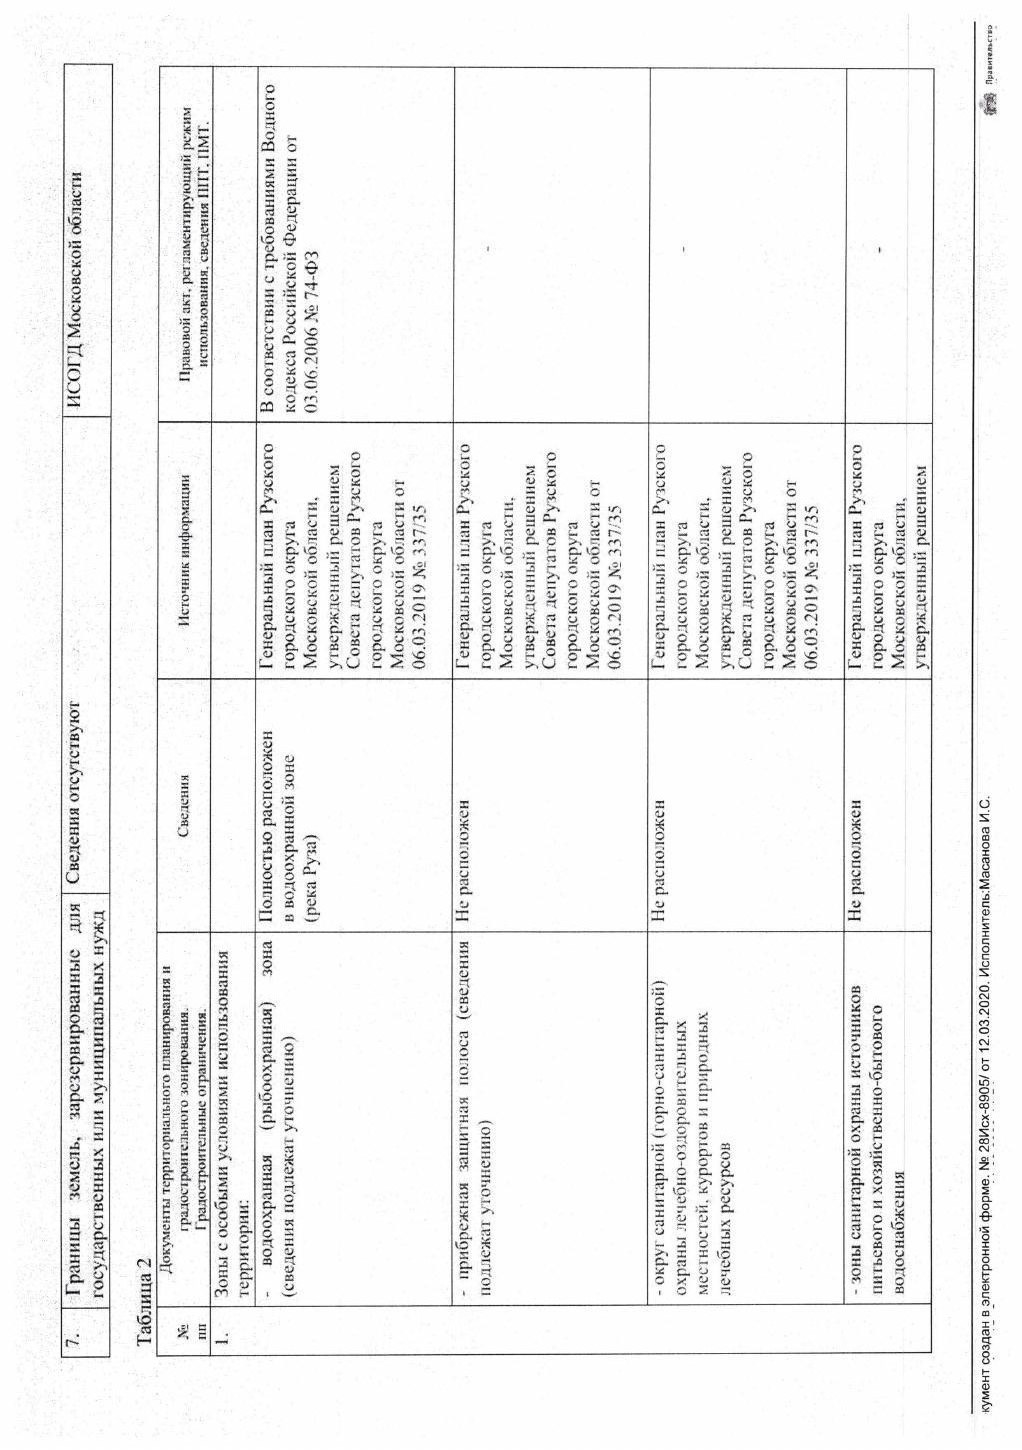 7.
Границы земель, зарезервированные для
государственных или муниципальных нужд
Сведения отсутствуют
ИСОГД Московской области
Таблица 2
№
пп
Документы территориального планирования и
градостроительного зонирования.
Градостроительные ограничения.
Сведения
Источник информации
Правовой акт, регламентирующий режим
использования, сведения ППТ, ПМТ.
1.
Зоны с особыми условиями использования
территории:
- водоохранная (рыбоохранная) зона
(сведения подлежат уточнению)
Полностью расположен
в водоохранной зоне
(река Руза)
Генеральный план Рузского
городского округа
Московской области,
утвержденный решением
Совета депутатов Рузского
городского округа
Московской области от
06.03.2019 № 337/35
В соответствии с требованиями Водного
кодекса Российской Федерации от
03.06.2006 № 74-ФЗ
- прибрежная защитная полоса (сведения
подлежат уточнению)
Не расположен
Генеральный план Рузского
городского округа
Московской области,
утвержденный решением
Совета депутатов Рузского
городского округа
Московской области от
06.03.2019 № 337/35
-
- округ санитарной (горно-санитарной)
охраны лечебно-оздоровительных
местностей, курортов и природных
лечебных ресурсов
Не расположен
Генеральный план Рузского
городского округа
Московской области,
утвержденный решением
Совета депутатов Рузского
городского округа
Московской области от
06.03.2019 № 337/35
-
- зоны санитарной охраны источников
питьевого и хозяйственно-бытового
водоснабжения
Не расположен
Генеральный план Рузского
городского округа
Московской области,
утвержденный решением
-
кумент создан в электронной форме. № 28Исх-8905/ от 12.03.2020. Исполнитель:Масанова И.С.
Правительство